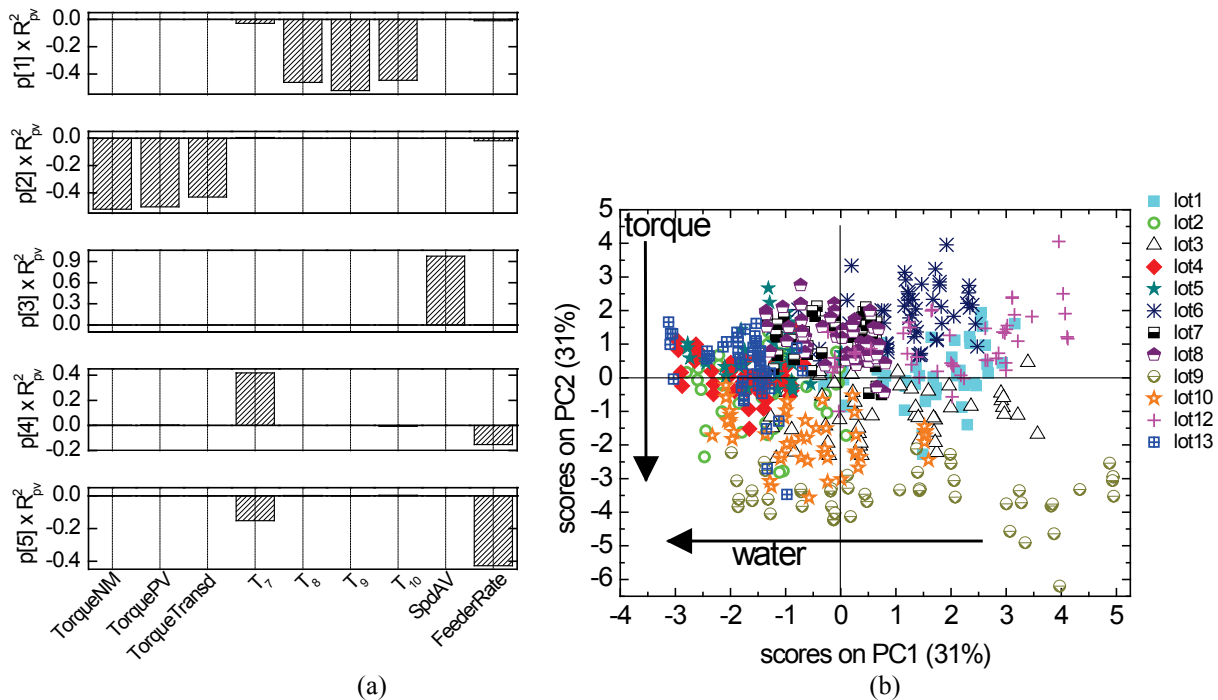 p[1] x R²pv
0.0
-0.2
-0.4
p[2] x R²pv
0.0
-0.2
-0.4
p[3] x R²pv
0.9
0.6
0.3
0.0
p[4] x R²pv
0.4
0.2
0.0
-0.2
p[5] x R²pv
0.0
-0.2
-0.4
TorqueNM
TorquePV
TorqueTransd
T₇
T₈
T₉
T₁₀
SpdAV
FeederRate
(a)
scores on PC2 (31%)
5
4
3
2
1
0
-1
-2
-3
-4
-5
-6
torque
water
-4 -3 -2 -1 0 1 2 3 4 5
scores on PC1 (31%)
lot1
lot2
lot3
lot4
lot5
lot6
lot7
lot8
lot9
lot10
lot12
lot13
(b)